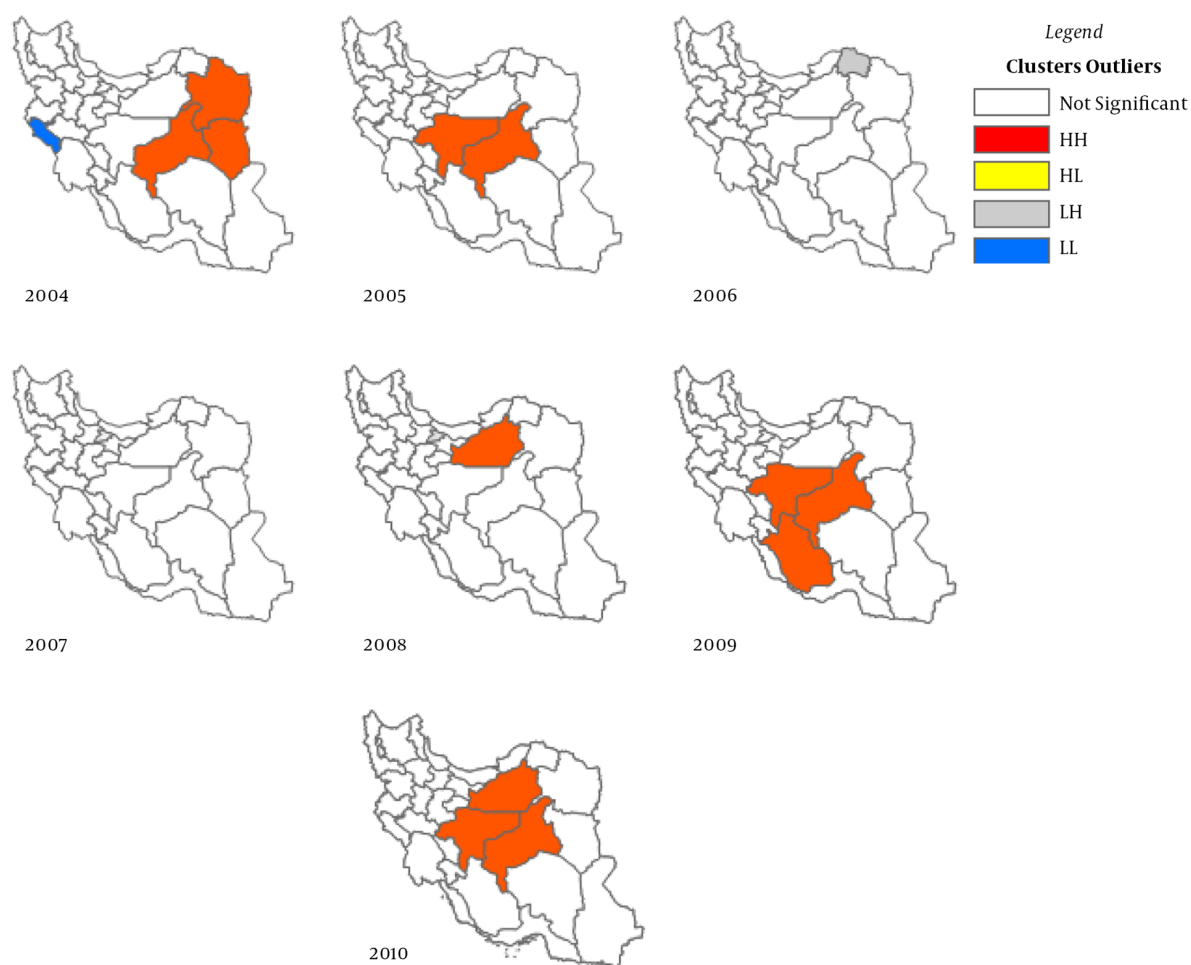 Legend
Clusters Outliers
Not Significant
HH
HL
LH
LL
2004
2005
2006
2007
2008
2009
2010